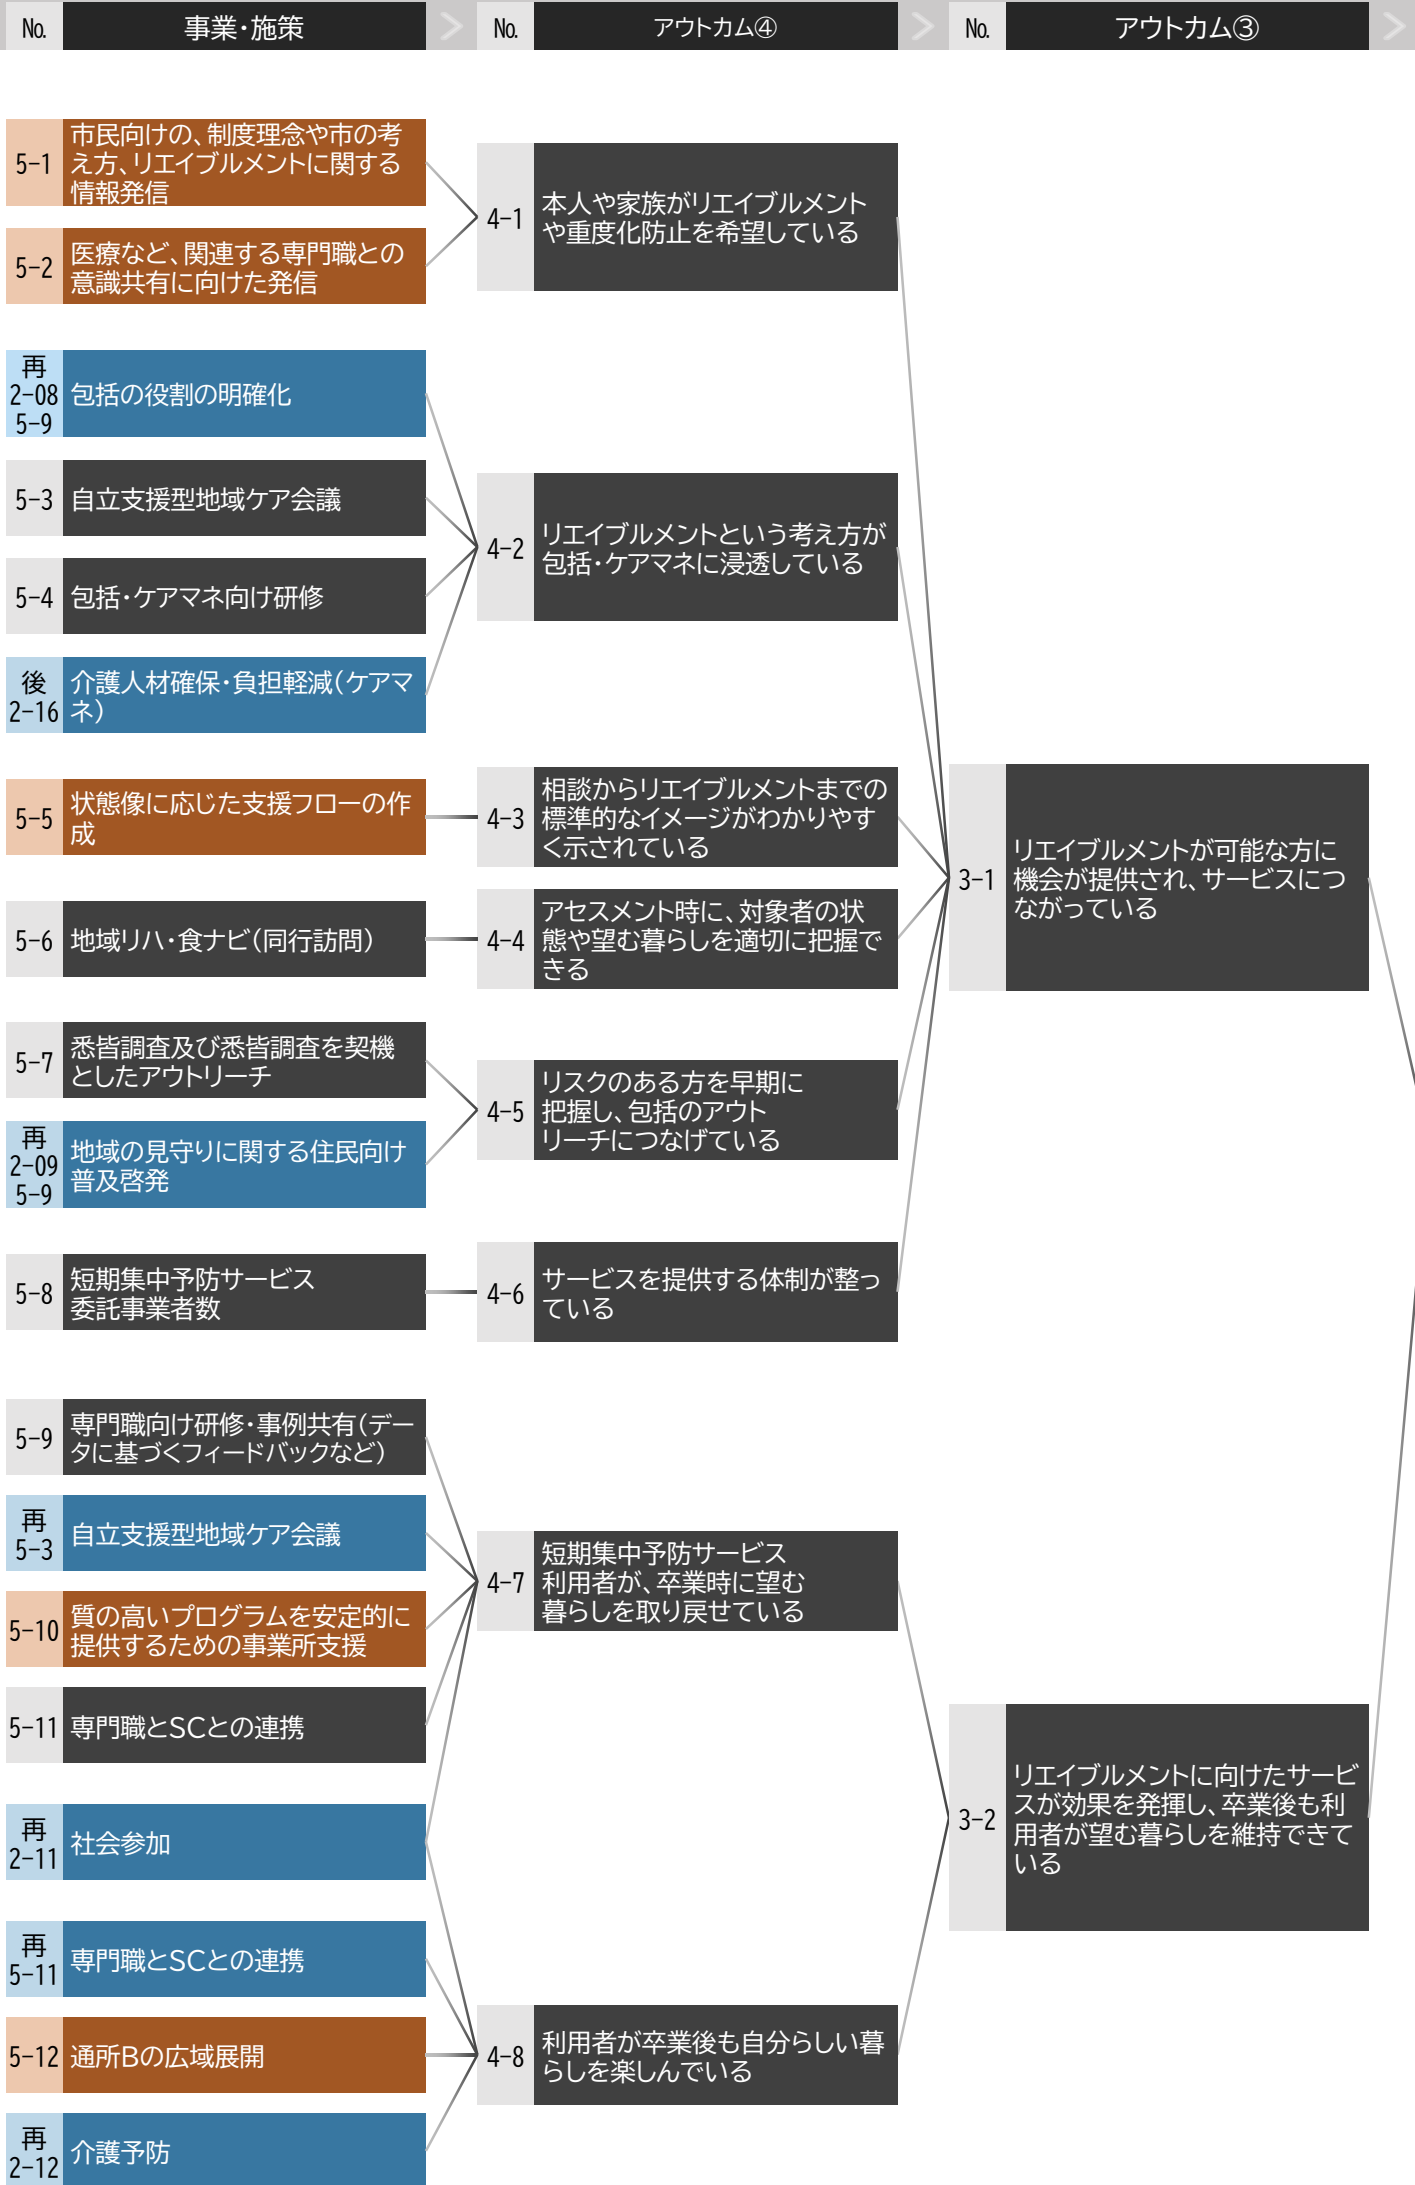 No.
事業・施策
No.
アウトカム④
No.
アウトカム③
5-1
市民向けの、制度理念や市の考
え方、リエイブルメントに関する
情報発信
5-2
医療など、関連する専門職との
意識共有に向けた発信
4-1
本人や家族がリエイブルメント
や重度化防止を希望している
再
2-08
5-9
包括の役割の明確化
5-3
自立支援型地域ケア会議
5-4
包括・ケアマネ向け研修
後
2-16
介護人材確保・負担軽減(ケアマ
ネ)
4-2
リエイブルメントという考え方が
包括・ケアマネに浸透している
5-5
状態像に応じた支援フローの作
成
4-3
相談からリエイブルメントまでの
標準的なイメージがわかりやす
く示されている
5-6
地域リハ・食ナビ(同行訪問)
4-4
アセスメント時に、対象者の状
態や望む暮らしを適切に把握で
きる
3-1
リエイブルメントが可能な方に
機会が提供され、サービスにつ
ながっている
5-7
悉皆調査及び悉皆調査を契機
としたアウトリーチ
再
2-09
5-9
地域の見守りに関する住民向け
普及啓発
4-5
リスクのある方を早期に
把握し、包括のアウト
リーチにつなげている
5-8
短期集中予防サービス
委託事業者数
4-6
サービスを提供する体制が整っ
ている
5-9
専門職向け研修・事例共有(デー
タに基づくフィードバックなど)
再
5-3
自立支援型地域ケア会議
5-10
質の高いプログラムを安定的に
提供するための事業所支援
5-11
専門職とSCとの連携
再
2-11
社会参加
4-7
短期集中予防サービス
利用者が、卒業時に望む
暮らしを取り戻せている
3-2
リエイブルメントに向けたサービ
スが効果を発揮し、卒業後も利
用者が望む暮らしを維持できて
いる
再
5-11
専門職とSCとの連携
5-12
通所Bの広域展開
再
2-12
介護予防
4-8
利用者が卒業後も自分らしい暮
らしを楽しんでいる